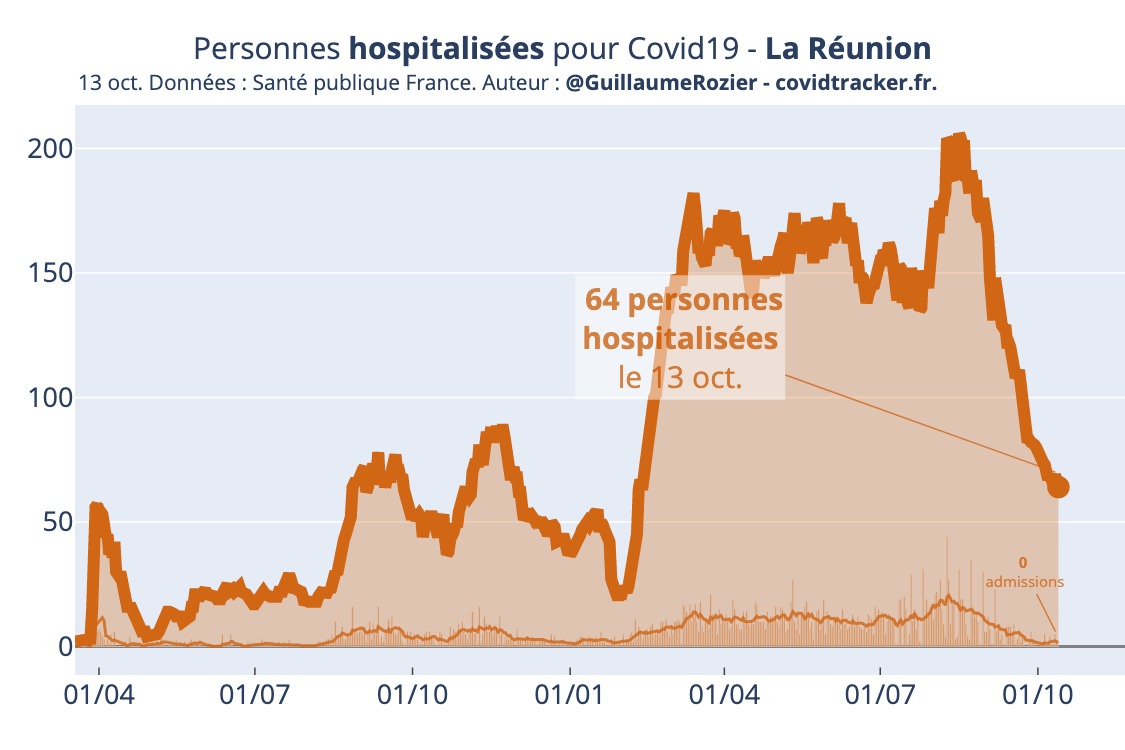 Personnes hospitalisées pour Covid19 - La Réunion
13 oct. Données : Santé publique France. Auteur : @GuillaumeRozier - covidtracker.fr.
200
150
64 personnes
hospitalisées
le 13 oct.
100
50
0
admissions
0
01/04 01/07 01/10 01/01 01/04 01/07 01/10